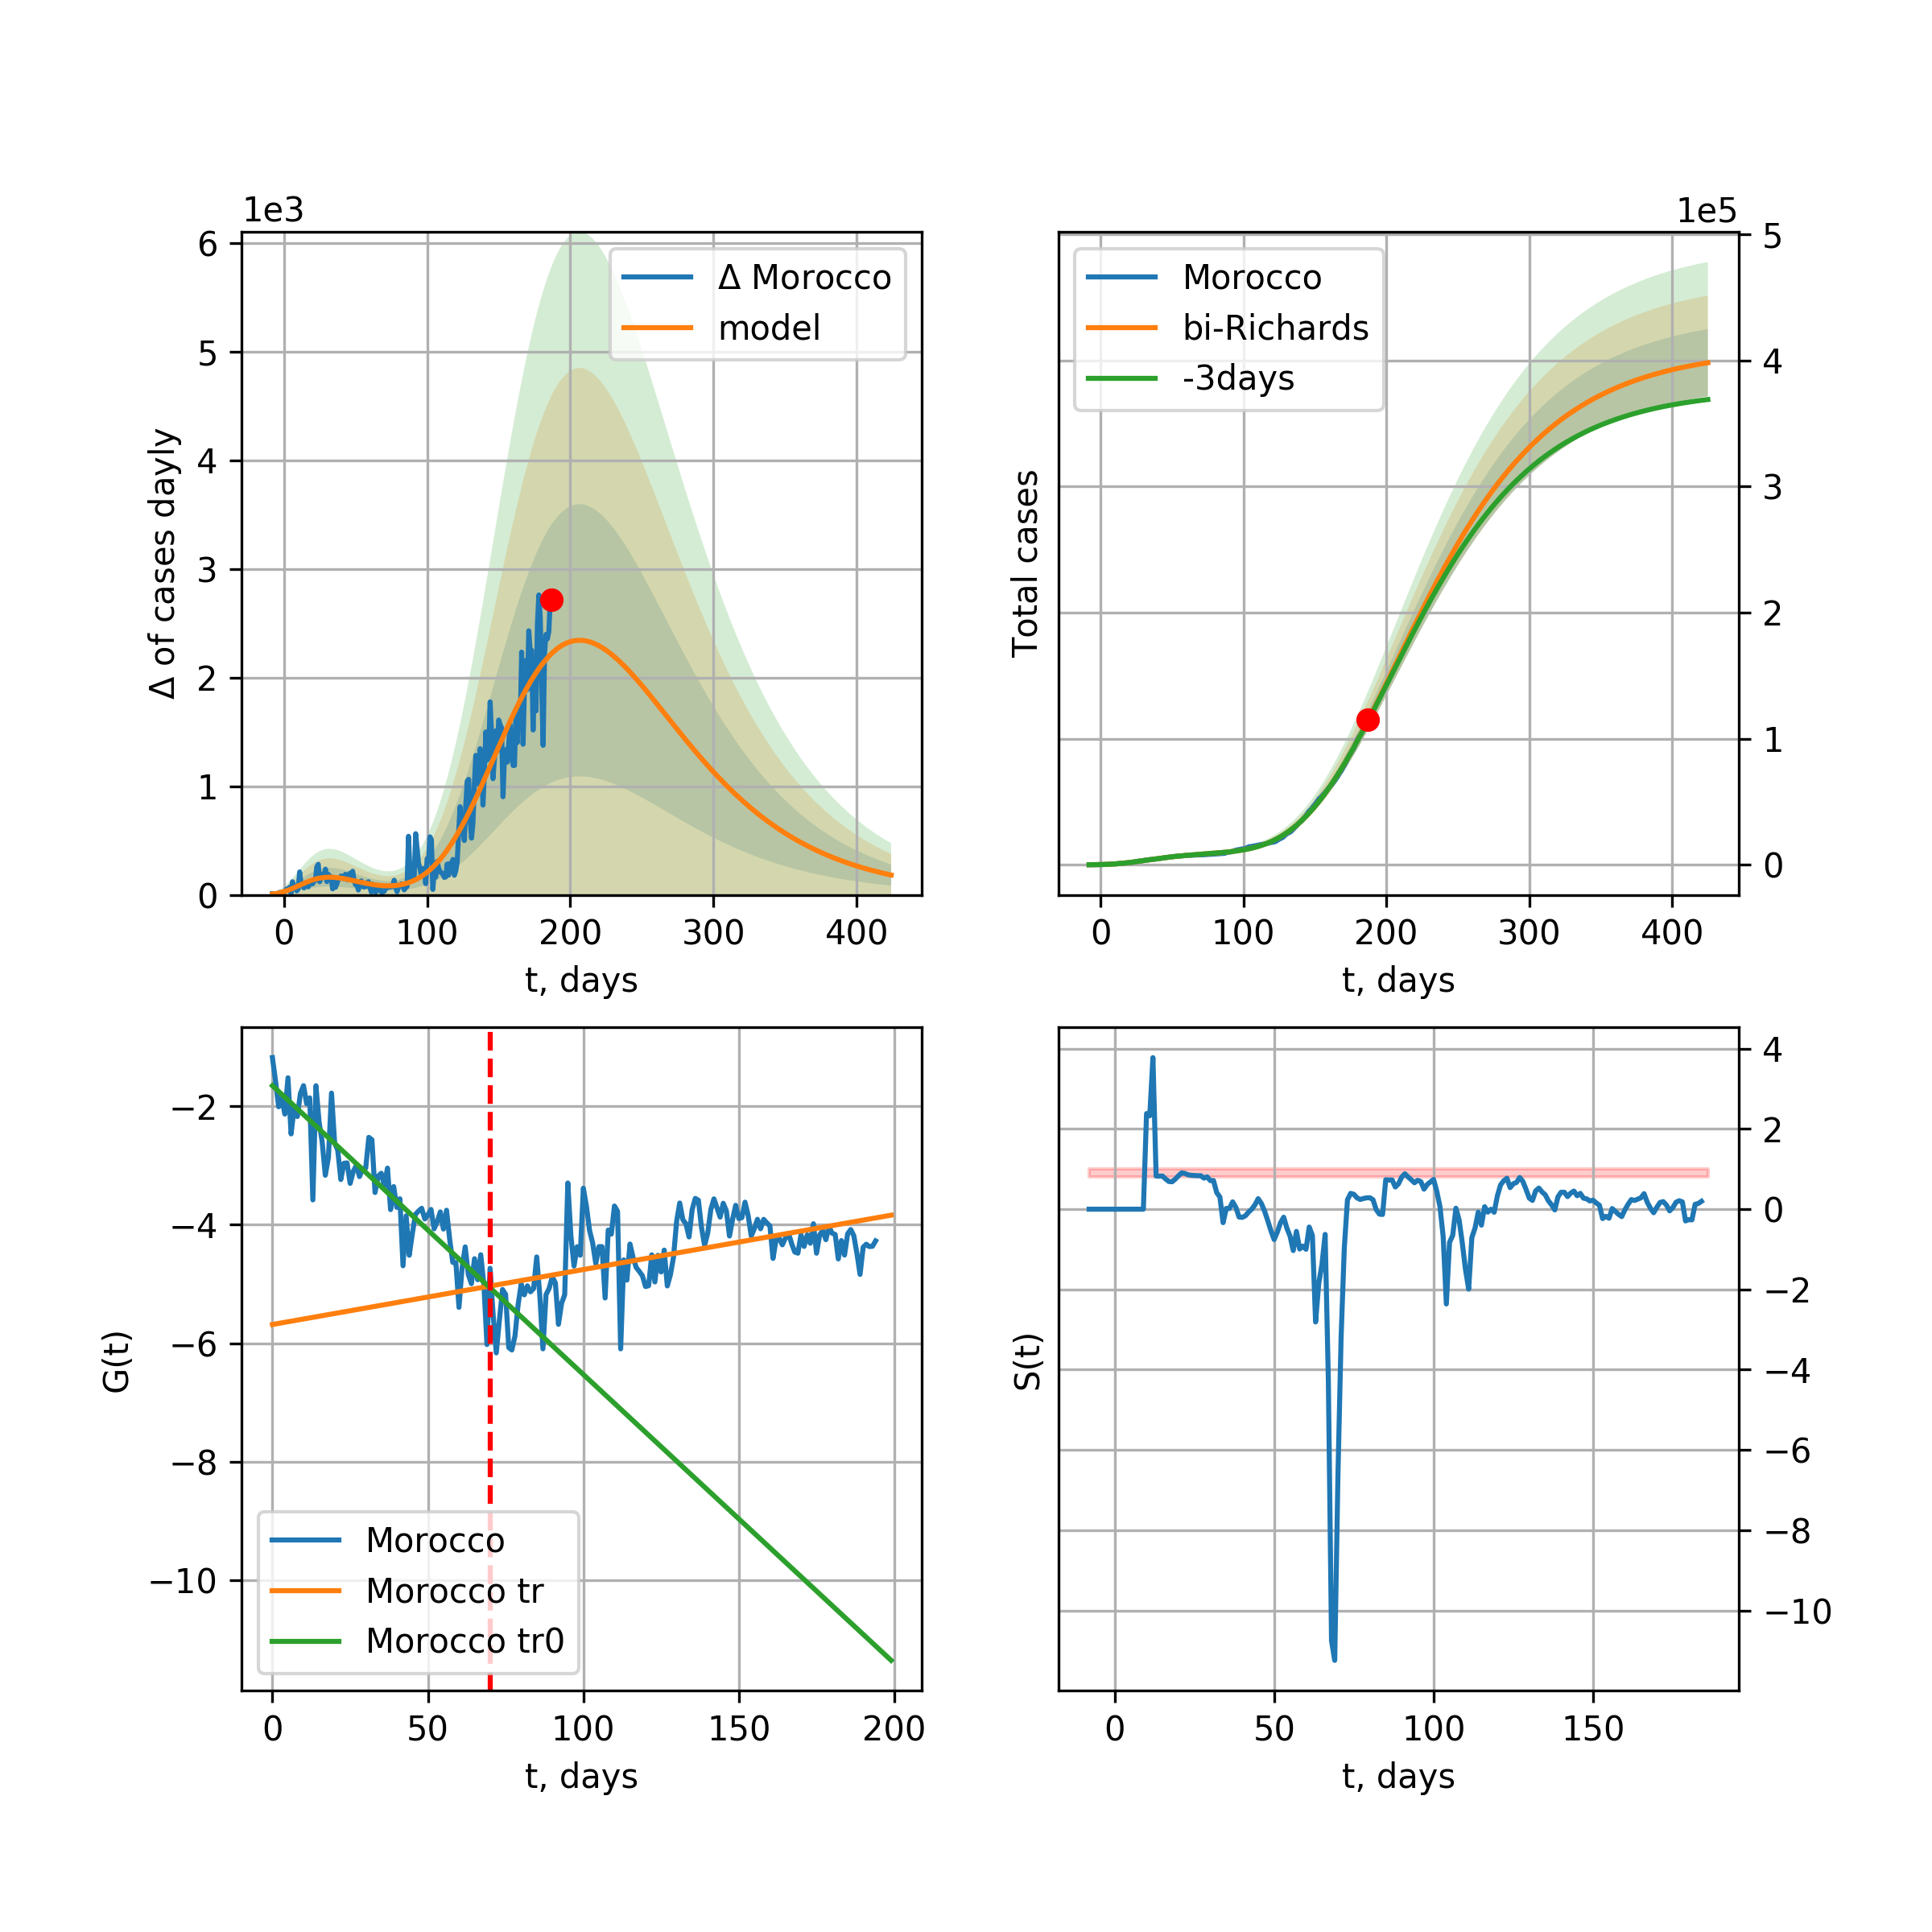 1e3
6
5
4
3
2
1
0
Δ of cases dayly
Δ Morocco
model
0 100 200 300 400
t, days
1e5
5
4
3
2
1
0
Total cases
Morocco
bi-Richards
-3days
0 100 200 300 400
t, days
−2
−4
−6
−8
−10
G(t)
Morocco
Morocco tr
Morocco tr0
0 50 100 150 200
t, days
4
2
0
−2
−4
−6
−8
−10
S(t)
0 50 100 150
t, days